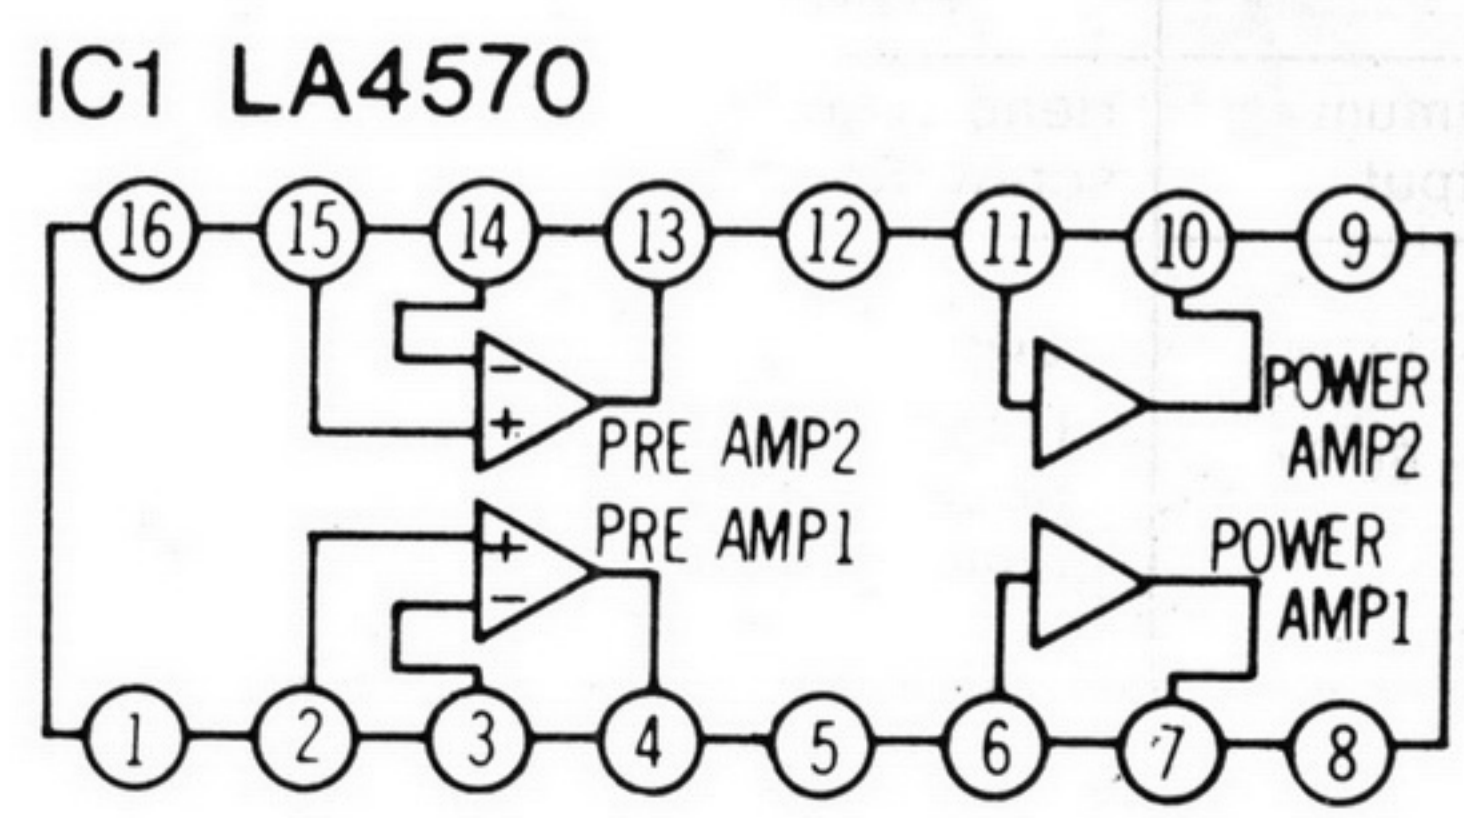 IC1 LA4570
16 15 14 13 12 11 10 9
−
+
PRE AMP2
POWER
AMP2
+
−
PRE AMP1
POWER
AMP1
1 2 3 4 5 6 7 8